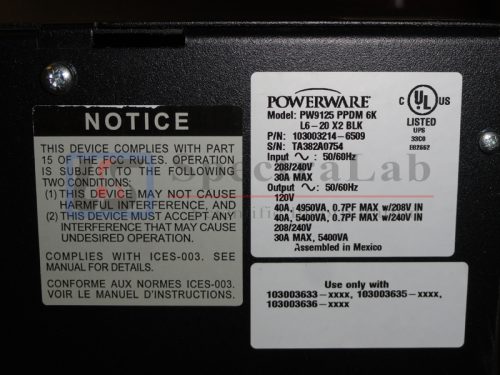 NOTICE
THIS DEVICE COMPLIES WITH PART
15 OF THE FCC RULES. OPERATION
IS SUBJECT TO THE FOLLOWING
TWO CONDITIONS:
(1) THIS DEVICE MAY NOT CAUSE
HARMFUL INTERFERENCE, AND
(2) THIS DEVICE MUST ACCEPT ANY
INTERFERENCE THAT MAY CAUSE
UNDESIRED OPERATION.
COMPLIES WITH ICES-003. SEE
MANUAL FOR DETAILS.
CONFORME AUX NORMES ICES-003.
VOIR LE MANUEL D'INSTRUCTIONS.
POWERWARE®
Model: PW9125 PPDM 6K
L6-20 X2 BLK
P/N: 103003214-6509
S/N: TA382A0754
Input ~: 50/60Hz
208/240V
30A MAX
Output ~: 50/60Hz
120V
40A, 4950VA, 0.7PF MAX w/208V IN
40A, 5400VA, 0.7PF MAX w/240V IN
208/240V
30A MAX, 5400VA
Assembled in Mexico
C UL US
®
LISTED
UPS
33C8
E82667
Use only with
103003633-xxxx, 103003635-xxxx,
103003636-xxxx
SpectraLab